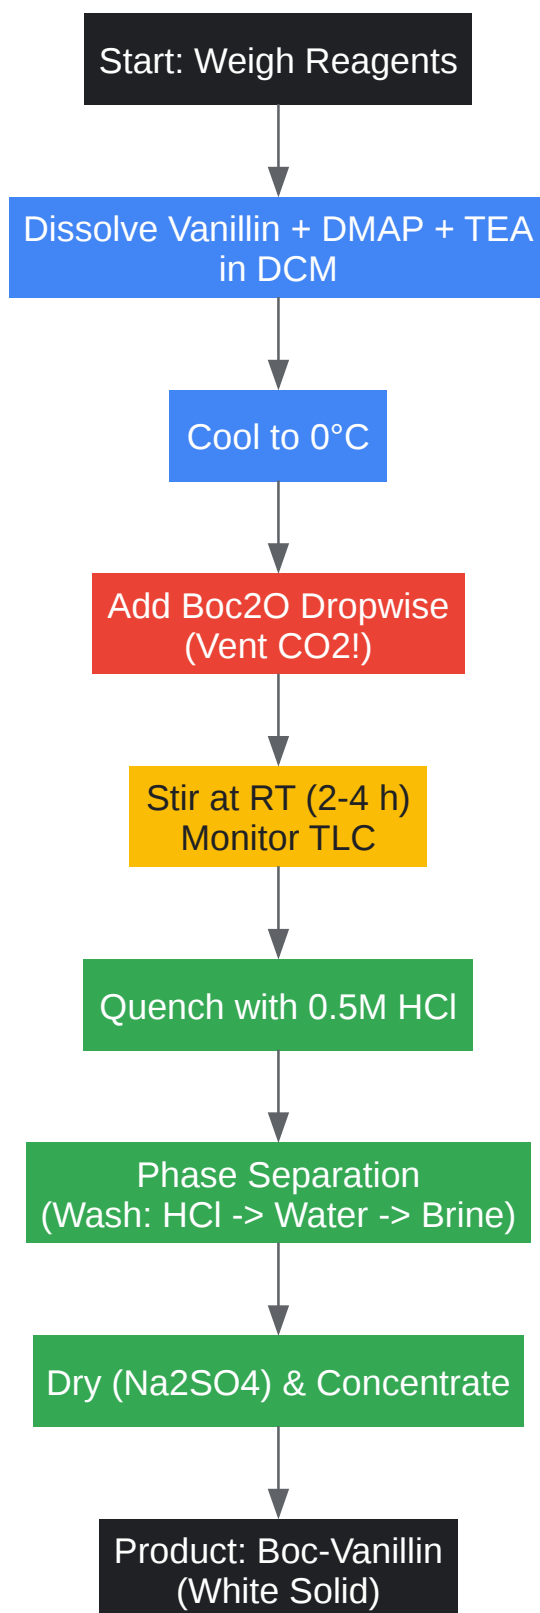 Start: Weigh Reagents
Dissolve Vanillin + DMAP + TEA
in DCM
Cool to 0°C
Add Boc2O Dropwise
(Vent CO2!)
Stir at RT (2-4 h)
Monitor TLC
Quench with 0.5M HCl
Phase Separation
(Wash: HCl -> Water -> Brine)
Dry (Na2SO4) & Concentrate
Product: Boc-Vanillin
(White Solid)